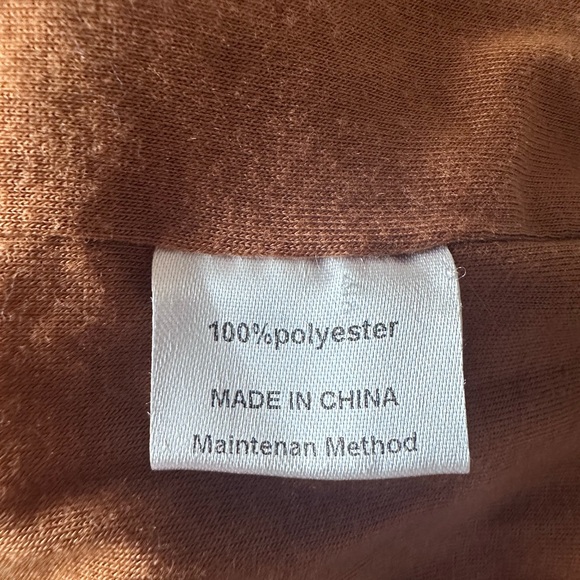 100%polyester
MADE IN CHINA
Maintenan Method